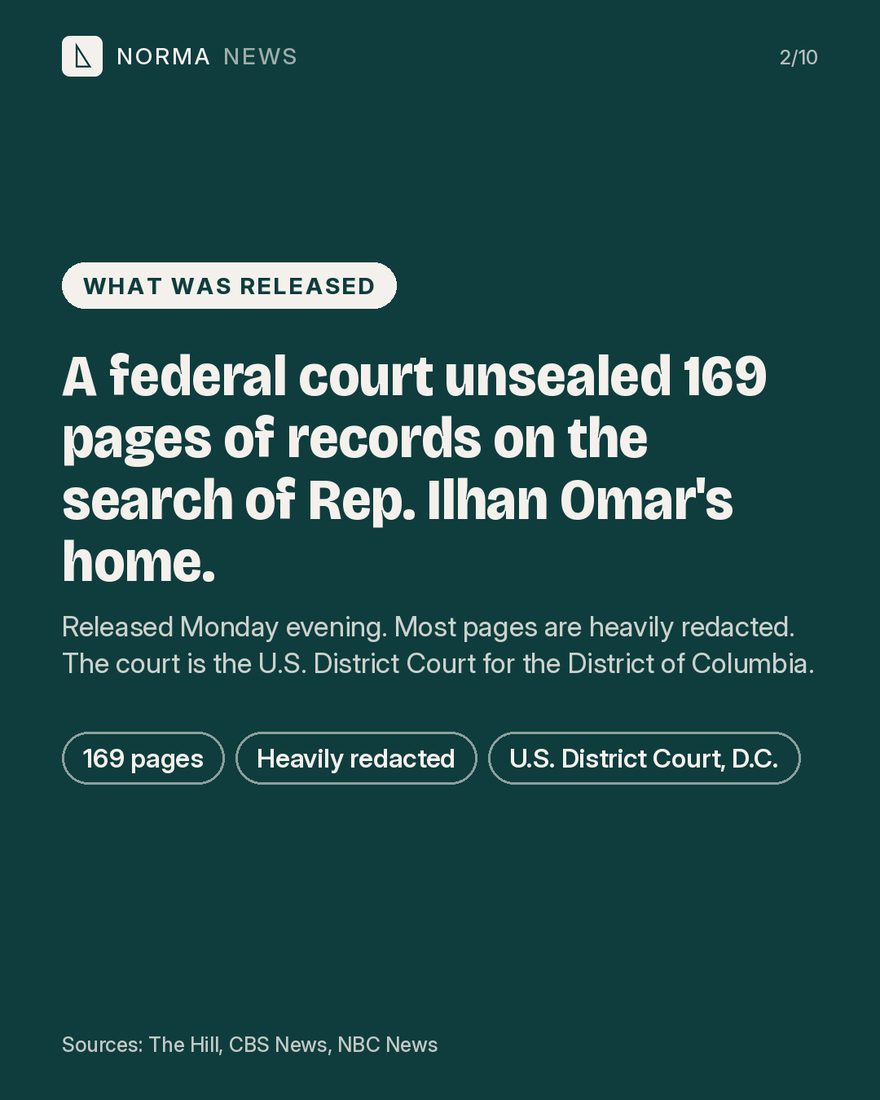 NORMA NEWS
2/10
WHAT WAS RELEASED
A federal court unsealed 169
pages of records on the
search of Rep. Ilhan Omar's
home.
Released Monday evening. Most pages are heavily redacted.
The court is the U.S. District Court for the District of Columbia.
169 pages
Heavily redacted
U.S. District Court, D.C.
Sources: The Hill, CBS News, NBC News